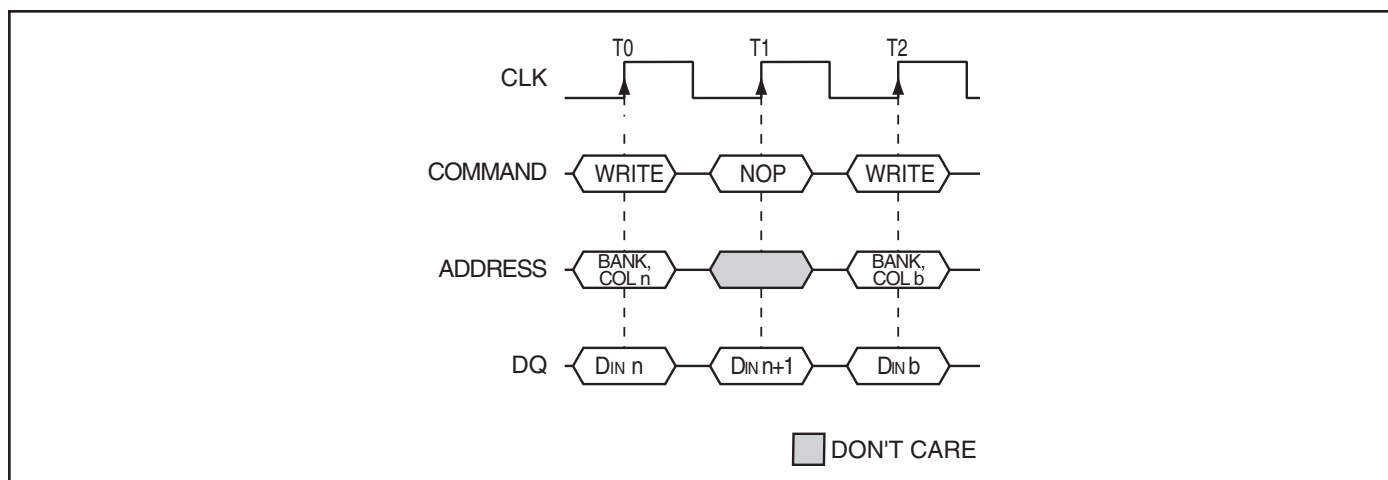 T0 T1 T2
CLK
COMMAND WRITE NOP WRITE
ADDRESS BANK, COL n BANK, COL b
DQ DIN n DIN n+1 DIN b
DON'T CARE